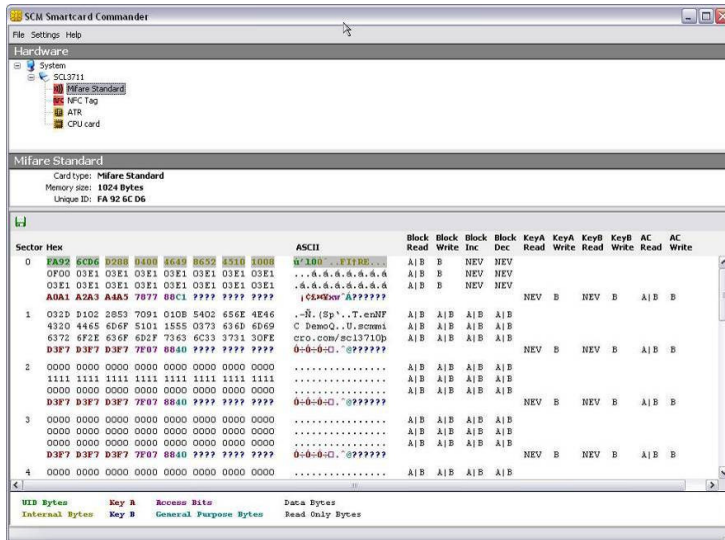 SCM Smartcard Commander
File Settings Help
Hardware
System
SCL3711
Mifare Standard
NFC Tag
ATR
CPU card
Mifare Standard
Card type: Mifare Standard
Memory size: 1024 Bytes
Unique ID: FA 92 6C D6
Block Block Block Block KeyA KeyA KeyB KeyB AC AC
Sector Hex ASCII Read Write Inc Dec Read Write Read Write Read Write
0 FA92 6CD6 D288 0400 4649 8652 4510 1008 A|B B NEV NEV
0F00 03E1 03E1 03E1 03E1 03E1 03E1 03E1 ...á.á.á.á.á.á.á A|B B NEV NEV
03E1 03E1 03E1 03E1 03E1 03E1 03E1 03E1 .á.á.á.á.á.á.á.á A|B B NEV NEV
A0A1 A2A3 A4A5 7877 88C1 ???? ???? ???? NEV B NEV B A|B B
1 032D D102 2853 7091 010B 5402 656E 4E46 .-Ñ.(Sp'..T.enNF A|B A|B A|B A|B
4320 4465 6D6F 5101 1555 0373 636D 6D69 C DemoQ..U.scmmi A|B A|B A|B A|B
6372 6F2E 636F 6D2F 7363 6C33 3731 30FE cro.com/scl3710þ A|B A|B A|B A|B
D3F7 D3F7 D3F7 7F07 8840 ???? ???? ???? NEV B NEV B A|B B
2 0000 0000 0000 0000 0000 0000 0000 0000 ................ A|B A|B A|B A|B
1111 1111 1111 1111 1111 1111 1111 1111 ................ A|B A|B A|B A|B
0000 0000 0000 0000 0000 0000 0000 0000 ................ A|B A|B A|B A|B
D3F7 D3F7 D3F7 7F07 8840 ???? ???? ???? NEV B NEV B A|B B
3 0000 0000 0000 0000 0000 0000 0000 0000 ................ A|B A|B A|B A|B
0000 0000 0000 0000 0000 0000 0000 0000 ................ A|B A|B A|B A|B
0000 0000 0000 0000 0000 0000 0000 0000 ................ A|B A|B A|B A|B
D3F7 D3F7 D3F7 7F07 8840 ???? ???? ???? NEV B NEV B A|B B
4 0000 0000 0000 0000 0000 0000 0000 0000 ................ A|B A|B A|B A|B
UID Bytes Key A Access Bits Data Bytes
Internal Bytes Key B General Purpose Bytes Read Only Bytes